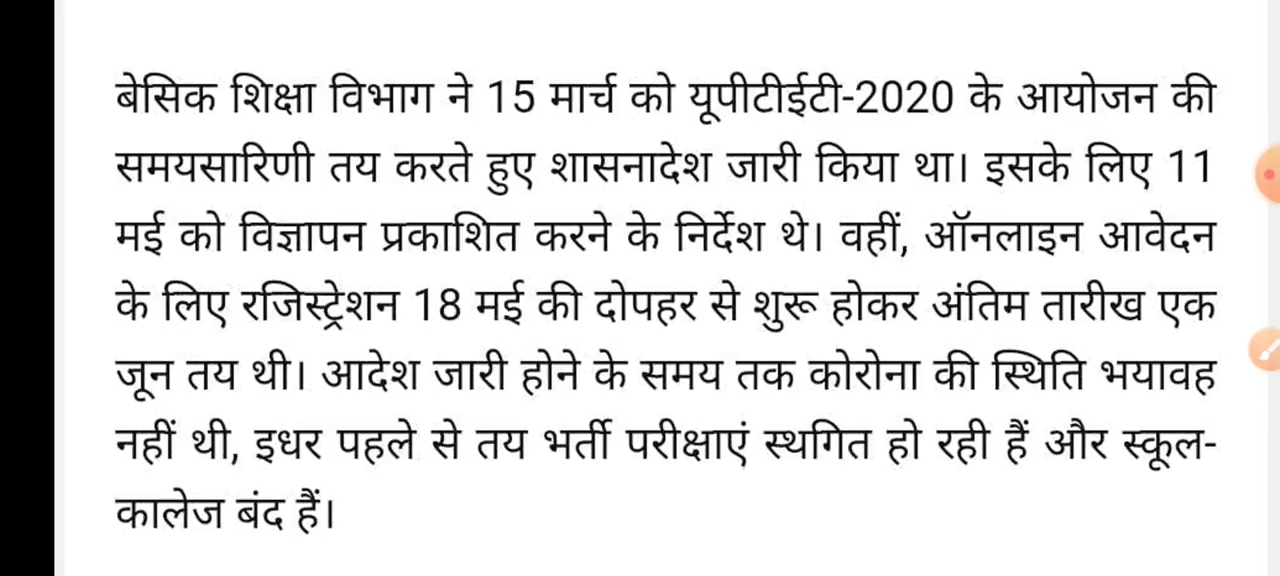 बेसिक शिक्षा विभाग ने 15 मार्च को यूपीटीईटी-2020 के आयोजन की
समयसारिणी तय करते हुए शासनादेश जारी किया था। इसके लिए 11
मई को विज्ञापन प्रकाशित करने के निर्देश थे। वहीं, ऑनलाइन आवेदन
के लिए रजिस्ट्रेशन 18 मई की दोपहर से शुरू होकर अंतिम तारीख एक
जून तय थी। आदेश जारी होने के समय तक कोरोना की स्थिति भयावह
नहीं थी, इधर पहले से तय भर्ती परीक्षाएं स्थगित हो रही हैं और स्कूल-
कालेज बंद हैं।